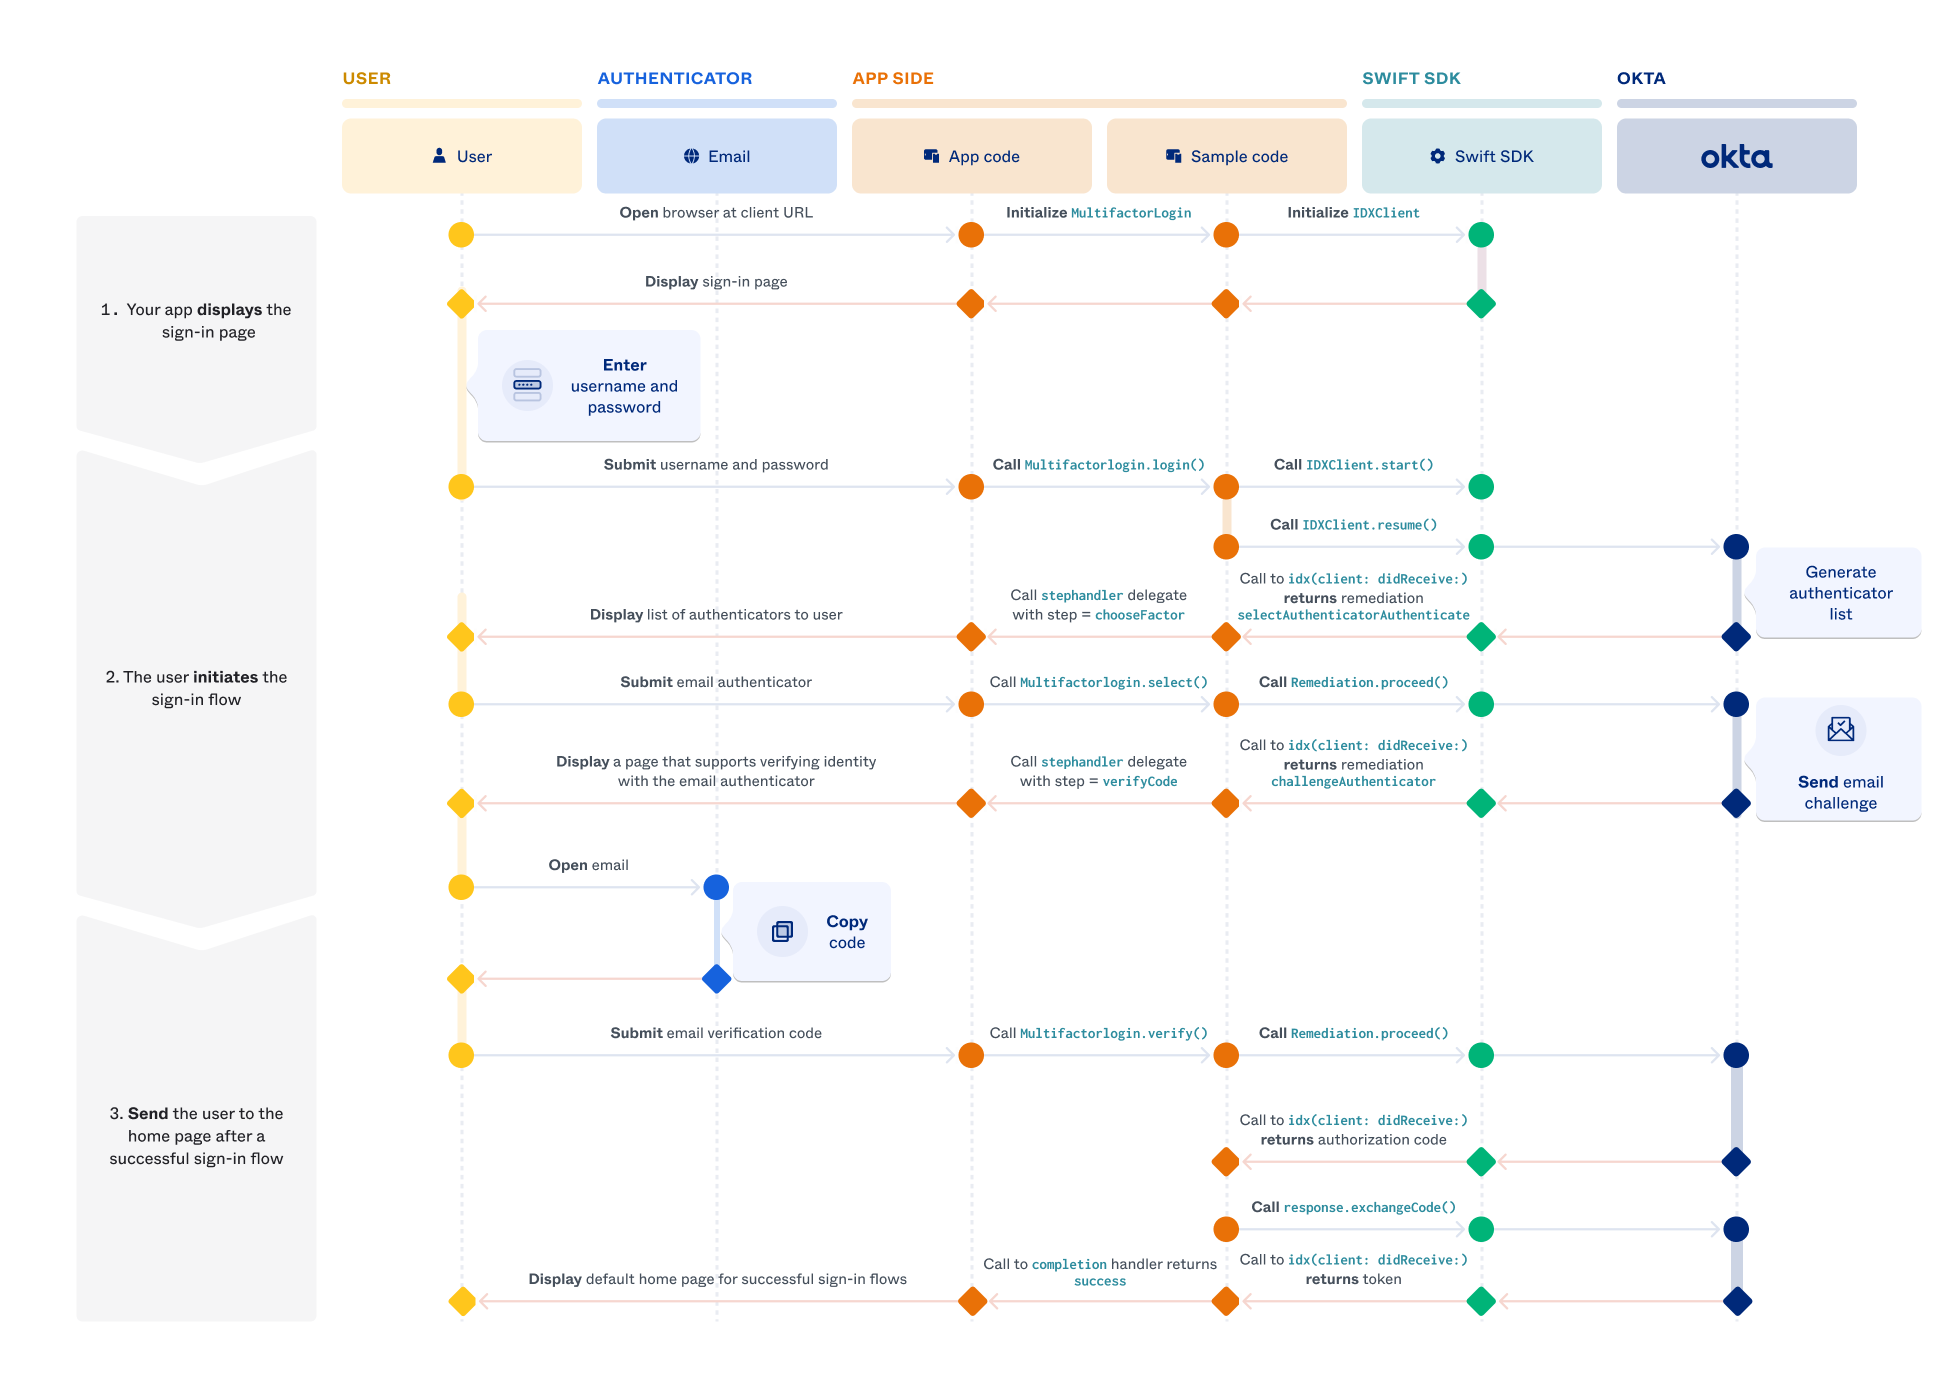 USER
AUTHENTICATOR
APP SIDE
SWIFT SDK
OKTA
User
Email
App code
Sample code
Swift SDK
okta
Open browser at client URL
Initialize MultifactorLogin
Initialize IDXClient
Display sign-in page
1. Your app displays the
sign-in page
Enter
username and
password
Submit username and password
Call Multifactorlogin.login()
Call IDXClient.start()
Call IDXClient.resume()
Generate
authenticator
list
Display list of authenticators to user
Call stephandler delegate
with step = chooseFactor
Call to idx(client: didReceive:)
returns remediation
selectAuthenticatorAuthenticate
2. The user initiates the
sign-in flow
Submit email authenticator
Call Multifactorlogin.select()
Call Remediation.proceed()
Send email
challenge
Display a page that supports verifying identity
with the email authenticator
Call stephandler delegate
with step = verifyCode
Call to idx(client: didReceive:)
returns remediation
challengeAuthenticator
Open email
Copy
code
Submit email verification code
Call Multifactorlogin.verify()
Call Remediation.proceed()
3. Send the user to the
home page after a
successful sign-in flow
Call to idx(client: didReceive:)
returns authorization code
Call response.exchangeCode()
Display default home page for successful sign-in flows
Call to completion handler returns
success
Call to idx(client: didReceive:)
returns token